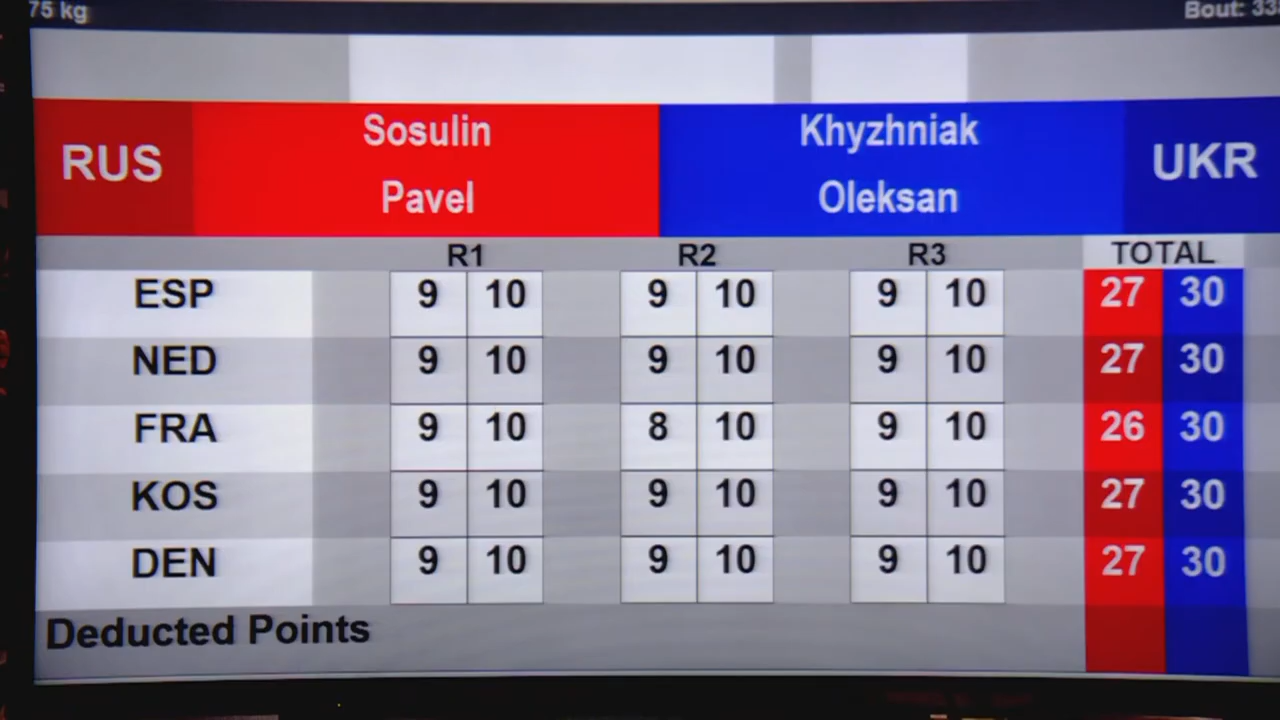 75 kg Bout: 33
RUS Sosulin Pavel Khyzhniak Oleksan UKR
R1 R2 R3 TOTAL
ESP 9 10 9 10 9 10 27 30
NED 9 10 9 10 9 10 27 30
FRA 9 10 8 10 9 10 26 30
KOS 9 10 9 10 9 10 27 30
DEN 9 10 9 10 9 10 27 30
Deducted Points